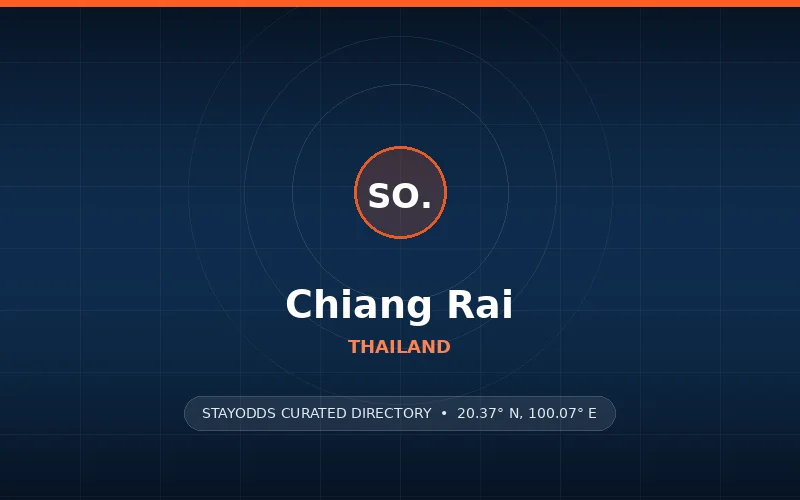 SO.
Chiang Rai
THAILAND
STAYODDS CURATED DIRECTORY • 20.37° N, 100.07° E